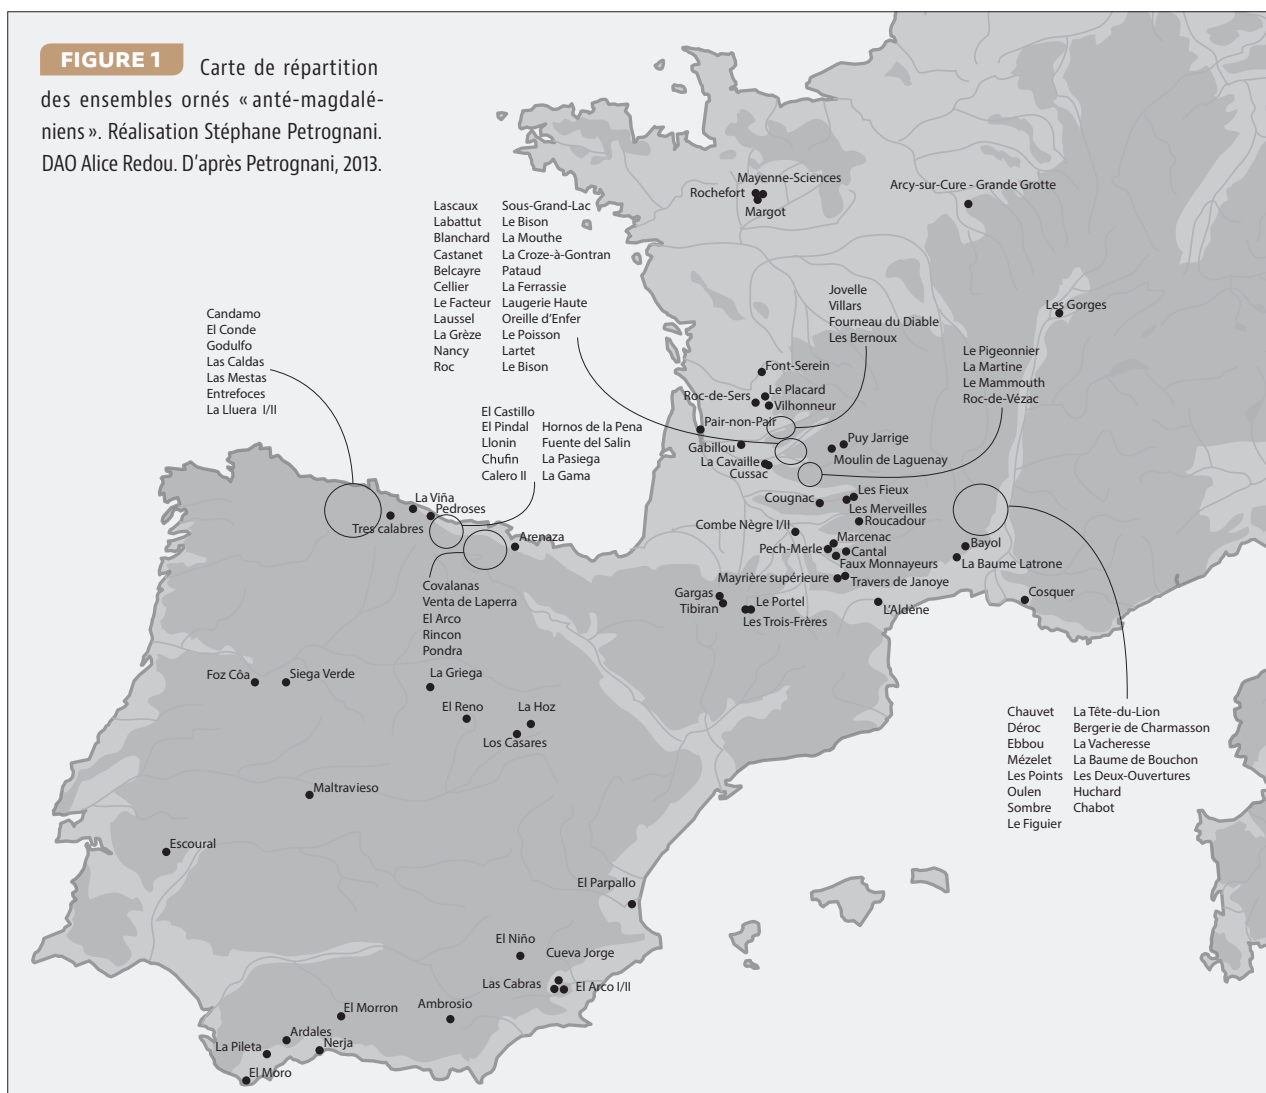 FIGURE 1 Carte de répartition
des ensembles ornés « anté-magdalé-
niens ». Réalisation Stéphane Petrognani.
DAO Alice Redou. D'après Petrognani, 2013.
Mayenne-Sciences
Rochefort
Margot
Arcy-sur-Cure - Grande Grotte
Lascaux Sous-Grand-Lac
Labattut Le Bison
Blanchard La Mouthe
Castanet La Croze-à-Gontran
Belcayre Pataud
Cellier La Ferrassie
Le Facteur Laugerie Haute
Laussel Oreille d'Enfer
La Grèze Le Poisson
Nancy Lartet
Roc Le Bison
Jovelle
Villars
Fourneau du Diable
Les Bernoux
Les Gorges
Le Pigeonnier
La Martine
Le Mammouth
Roc-de-Vézac
Candamo
El Conde
Godulfo
Las Caldas
Las Mestas
Entrefoces
La Lluera I/II
El Castillo
El Pindal Hornos de la Pena
Llonin Fuente del Salin
Chufin La Pasiega
Calero II La Gama
Font-Serein
Le Placard
Roc-de-Sers
Vilhonneur
Pair-non-Pair
Gabillou
Puy Jarrige
La Cavaille
Moulin de Laguenay
Cussac
Les Fieux
Cougnac
Les Merveilles
Roucadour
Combe Nègre I/II
Marcenac
Pech-Merle
Cantal
Faux Monnayeurs
Mayrière supérieure
Travers de Janoye
Bayol
La Baume Latrone
Cosquer
L'Aldène
Gargas
Tibiran
Le Portel
Les Trois-Frères
La Viña
Pedroses
Tres calabres
Arenaza
Covalanas
Venta de Laperra
El Arco
Rincon
Pondra
Foz Côa
Siega Verde
La Griega
El Reno
La Hoz
Los Casares
Chauvet La Tête-du-Lion
Déroc Bergerie de Charmasson
Ebbou La Vacheresse
Mézelet La Baume de Bouchon
Les Points Les Deux-Ouvertures
Oulen Huchard
Sombre Chabot
Le Figuier
Maltravieso
Escoural
El Parpallo
El Niño
Cueva Jorge
Las Cabras
El Arco I/II
El Morron
Ambrosio
Ardales
La Pileta
Nerja
El Moro